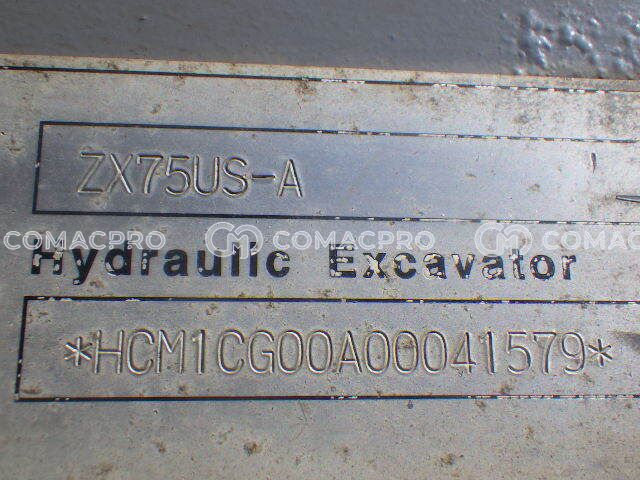 ZX75US-A
COMACPRO COMACPRO COMACPRO
Hydraulic Excavator
*HCM1CG00A00041579*